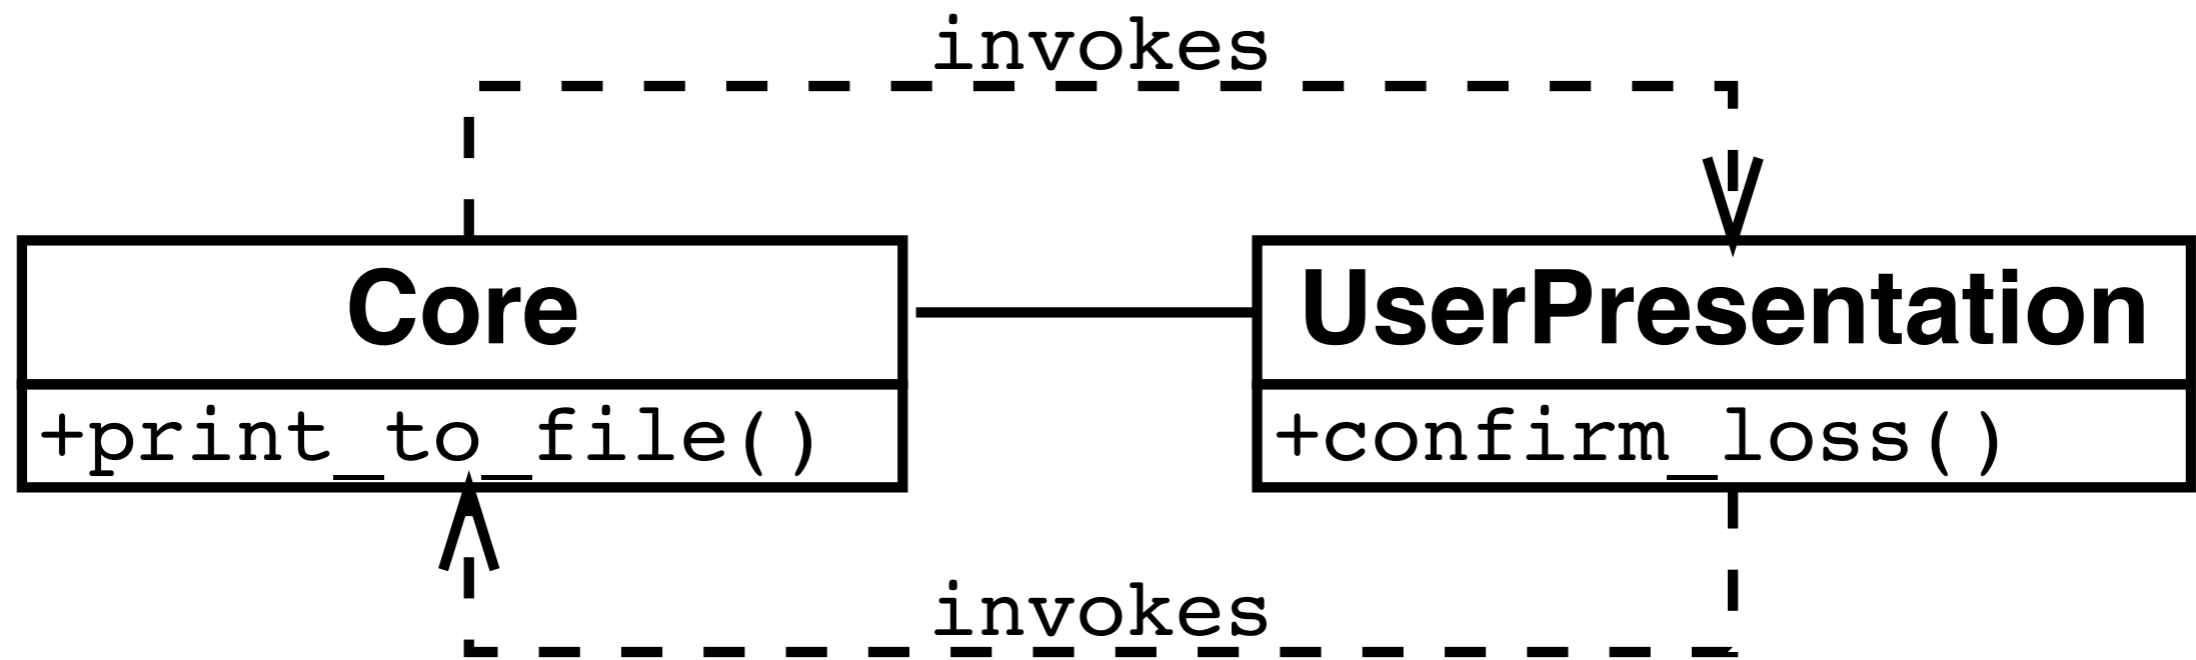 invokes
Core
UserPresentation
+print_to_file()
+confirm_loss()
invokes